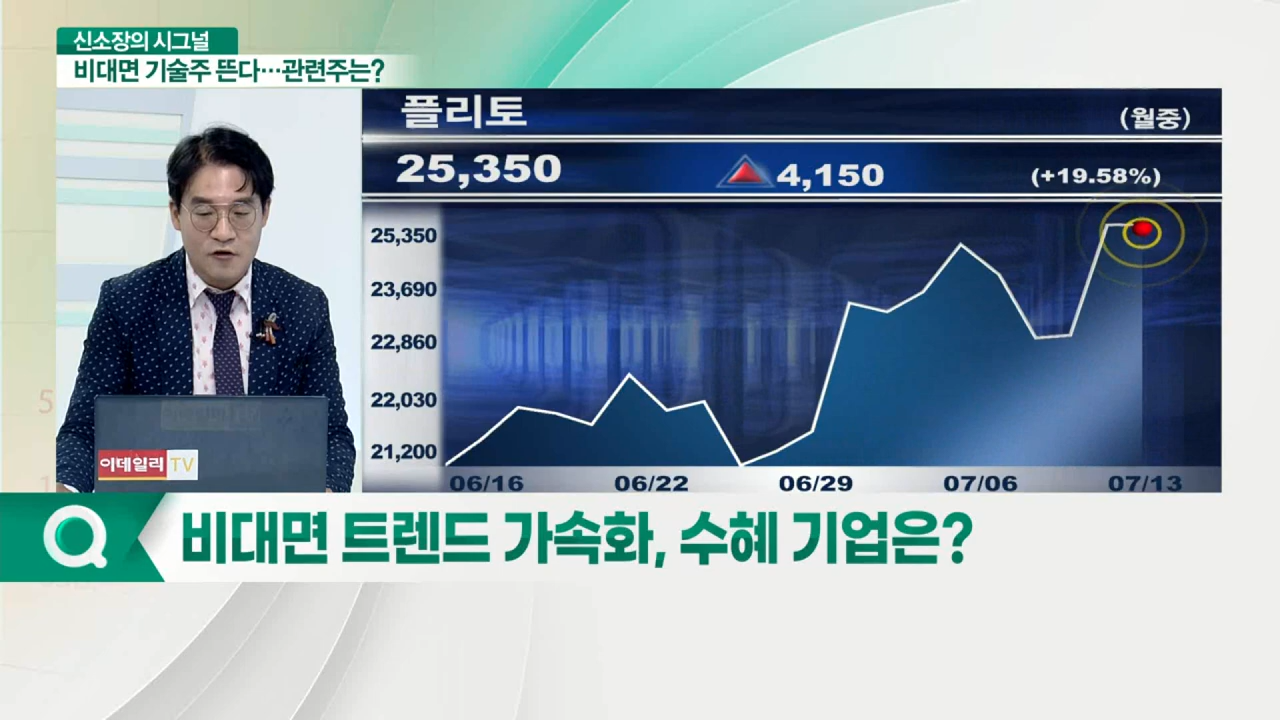 신소장의 시그널
비대면 기술주 뜬다…관련주는?
플리토
(월중)
25,350
4,150
(+19.58%)
25,350
23,690
22,860
22,030
21,200
06/16
06/22
06/29
07/06
07/13
이데일리 TV
비대면 트렌드 가속화, 수혜 기업은?